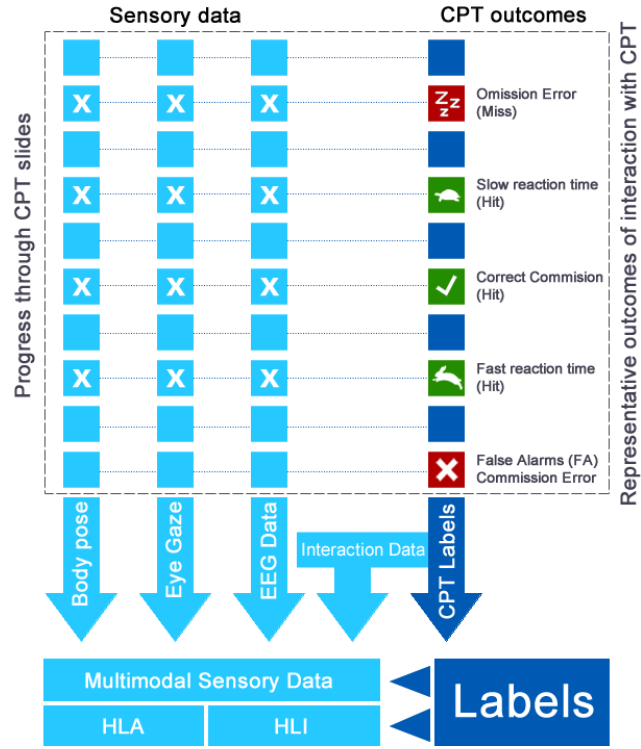 Sensory data
CPT outcomes
Progress through CPT slides
Representative outcomes of interaction with CPT
X X X
Z Z Z
Omission Error
(Miss)
X X X
Slow reaction time
(Hit)
X X X
Correct Commision
(Hit)
X X X
Fast reaction time
(Hit)
False Alarms (FA)
Commission Error
Body pose
Eye Gaze
EEG Data
Interaction Data
CPT Labels
Multimodal Sensory Data
HLA
HLI
Labels